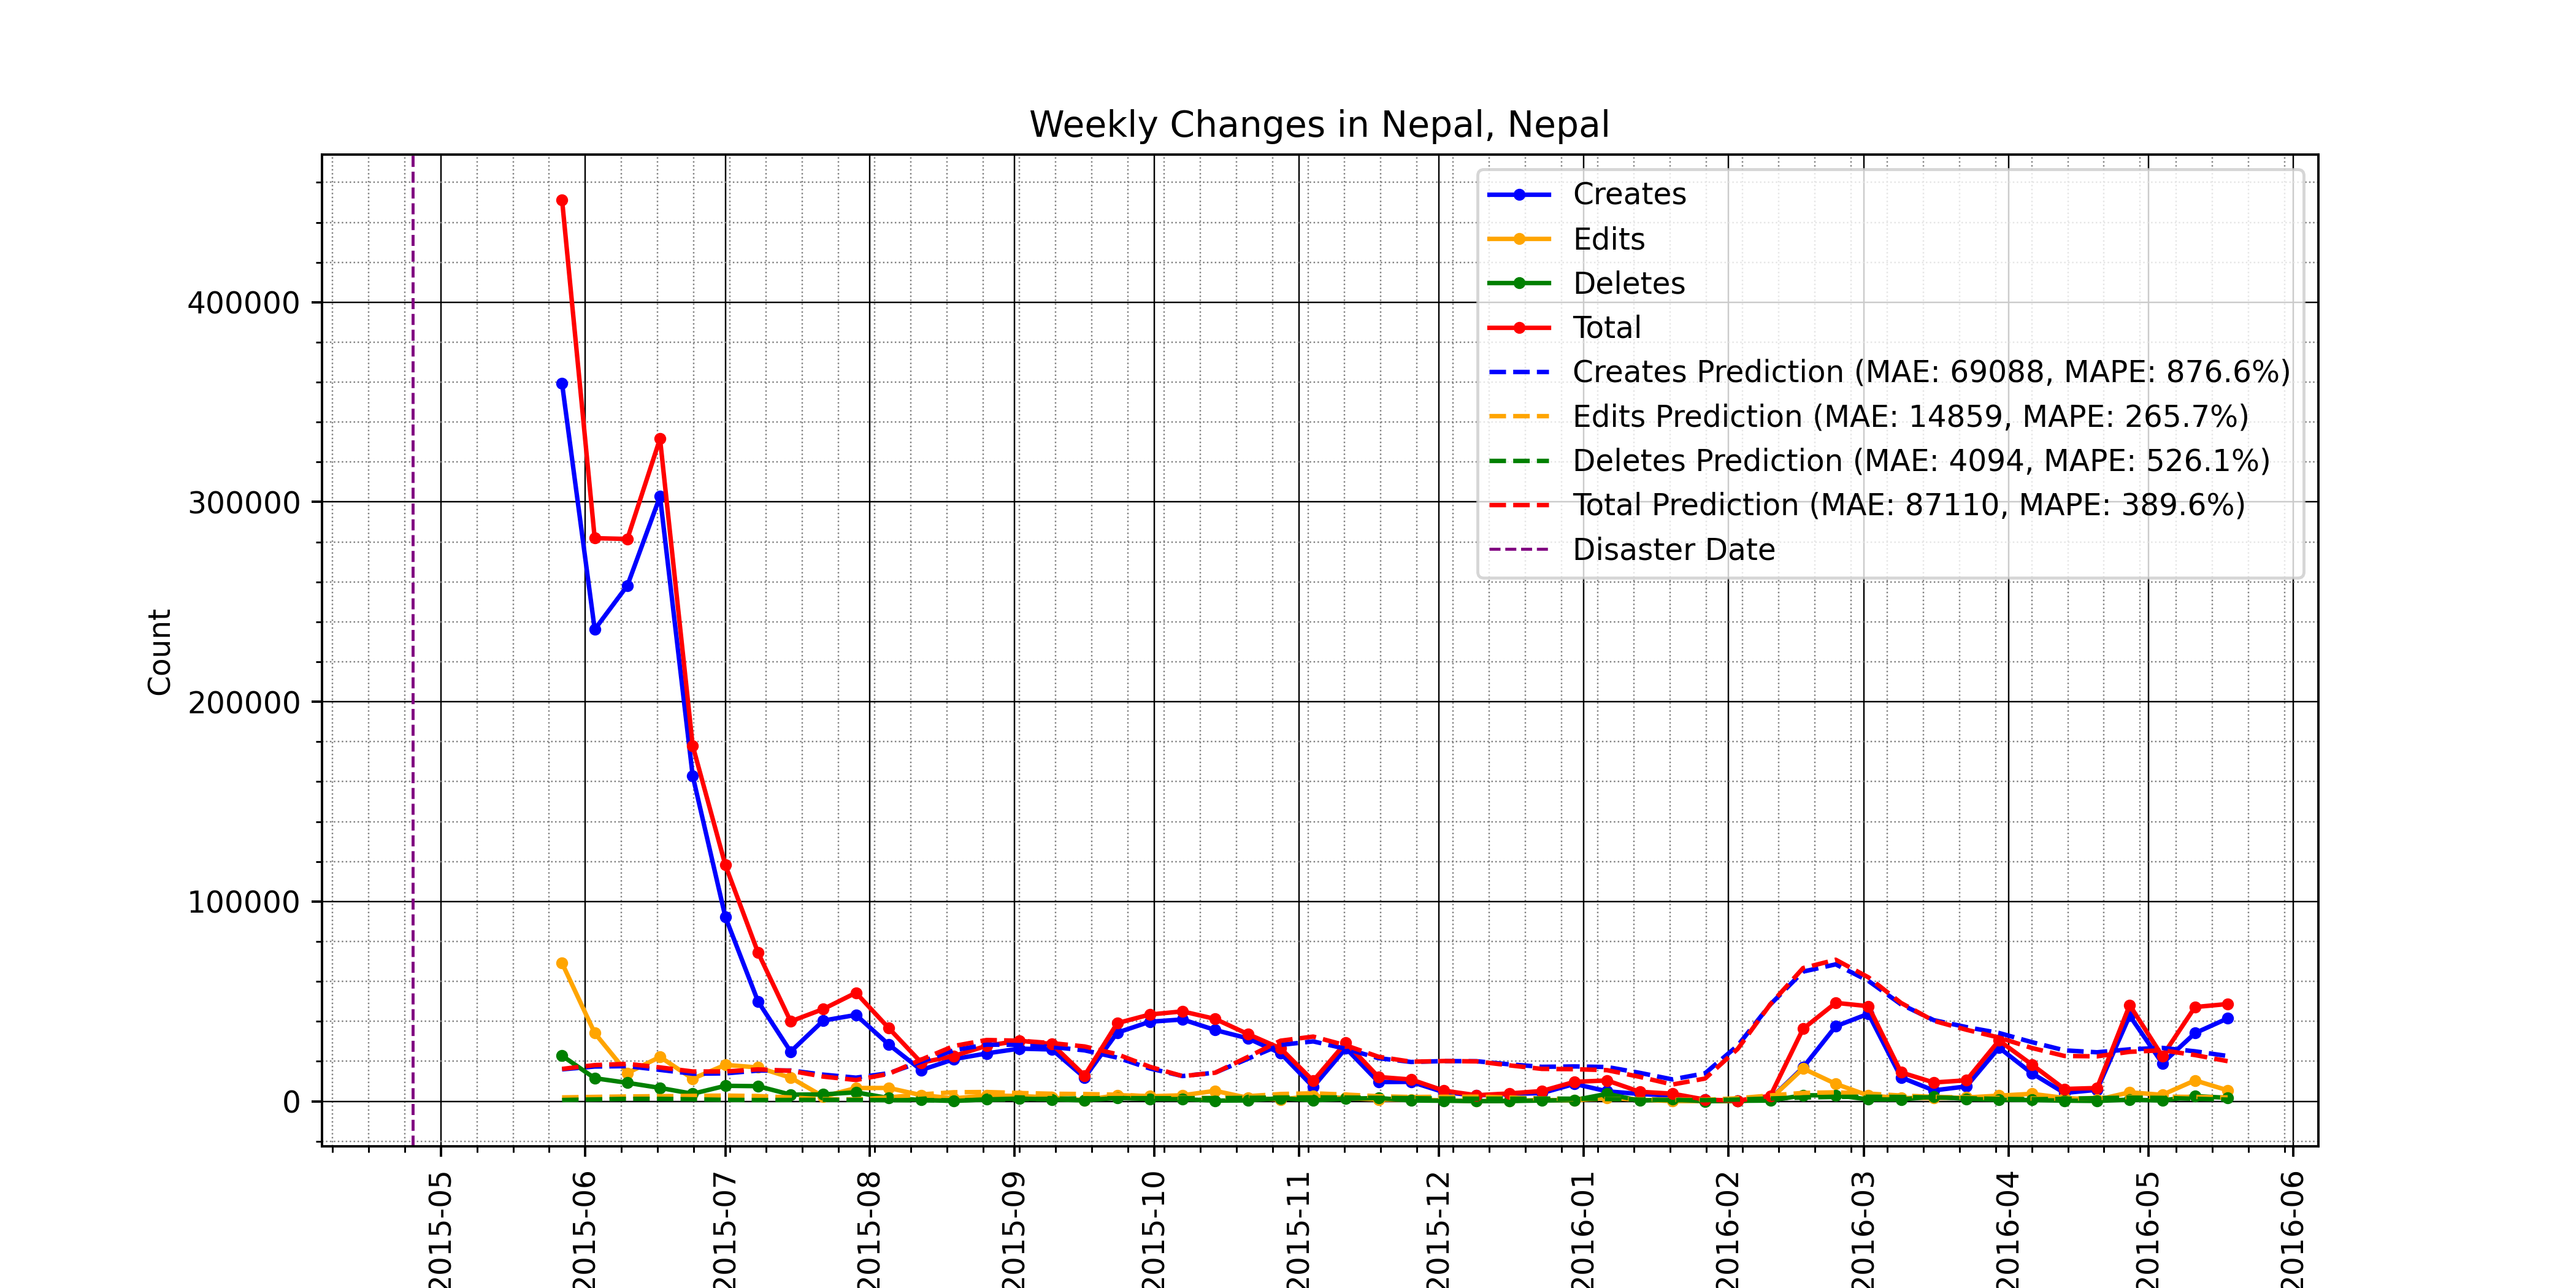 Weekly Changes in Nepal, Nepal
Creates
Edits
Deletes
Total
Creates Prediction (MAE: 69088, MAPE: 876.6%)
Edits Prediction (MAE: 14859, MAPE: 265.7%)
Deletes Prediction (MAE: 4094, MAPE: 526.1%)
Total Prediction (MAE: 87110, MAPE: 389.6%)
Disaster Date
Count
400000
300000
200000
100000
0
2015-05
2015-06
2015-07
2015-08
2015-09
2015-10
2015-11
2015-12
2016-01
2016-02
2016-03
2016-04
2016-05
2016-06